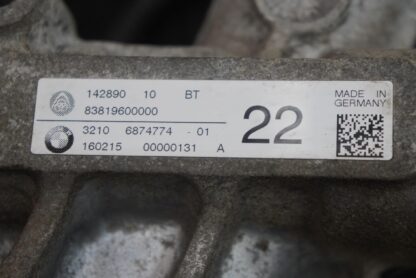 142890 10 BT
83819600000
3210 6874774 - 01
160215 00000131 A
22
MADE IN
GERMANY